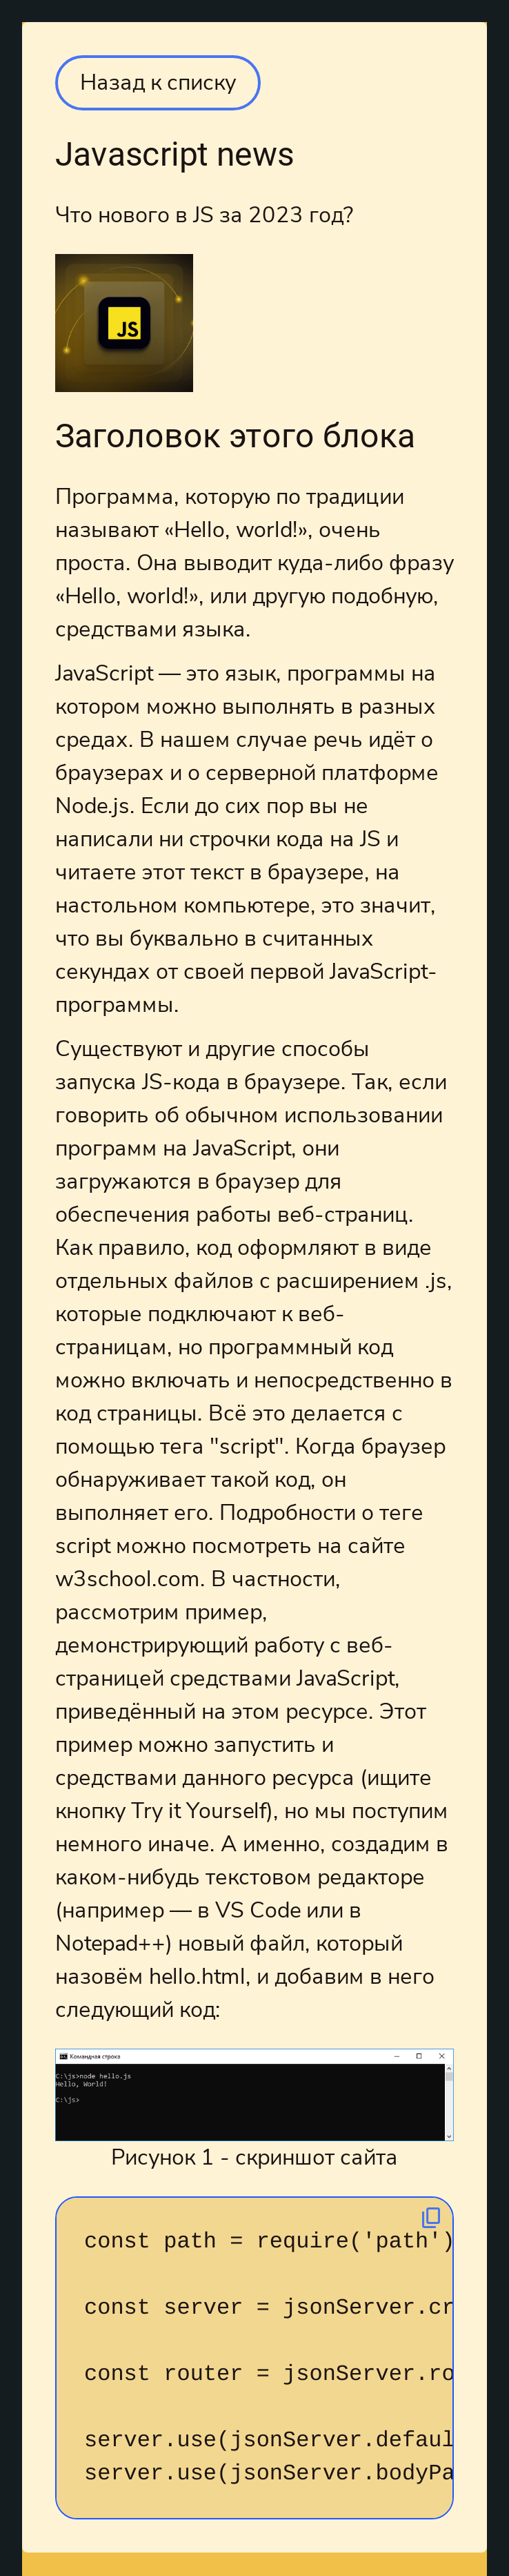 Назад к списку
Javascript news
Что нового в JS за 2023 год?
JS
Заголовок этого блока
Программа, которую по традиции
называют «Hello, world!», очень
проста. Она выводит куда-либо фразу
«Hello, world!», или другую подобную,
средствами языка.
JavaScript — это язык, программы на
котором можно выполнять в разных
средах. В нашем случае речь идёт о
браузерах и о серверной платформе
Node.js. Если до сих пор вы не
написали ни строчки кода на JS и
читаете этот текст в браузере, на
настольном компьютере, это значит,
что вы буквально в считанных
секундах от своей первой JavaScript-
программы.
Существуют и другие способы
запуска JS-кода в браузере. Так, если
говорить об обычном использовании
программ на JavaScript, они
загружаются в браузер для
обеспечения работы веб-страниц.
Как правило, код оформляют в виде
отдельных файлов с расширением .js,
которые подключают к веб-
страницам, но программный код
можно включать и непосредственно в
код страницы. Всё это делается с
помощью тега "script". Когда браузер
обнаруживает такой код, он
выполняет его. Подробности о теге
script можно посмотреть на сайте
w3school.com. В частности,
рассмотрим пример,
демонстрирующий работу с веб-
страницей средствами JavaScript,
приведённый на этом ресурсе. Этот
пример можно запустить и
средствами данного ресурса (ищите
кнопку Try it Yourself), но мы поступим
немного иначе. А именно, создадим в
каком-нибудь текстовом редакторе
(например — в VS Code или в
Notepad++) новый файл, который
назовём hello.html, и добавим в него
следующий код:
Командная строка
C:\js>node hello.js
Hello, World!
C:\js>
Рисунок 1 - скриншот сайта
const path = require('path')
const server = jsonServer.cr
const router = jsonServer.ro
server.use(jsonServer.defaul
server.use(jsonServer.bodyPa